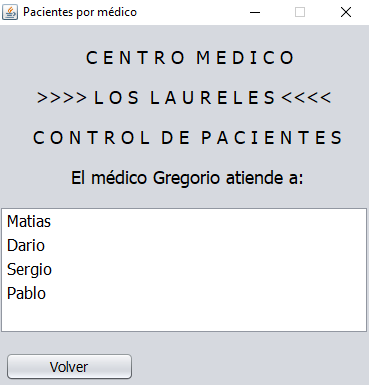 Pacientes por médico
C E N T R O  M E D I C O
>>>> L O S  L A U R E L E S <<<<
C O N T R O L  D E  P A C I E N T E S
El médico Gregorio atiende a:
Matias
Dario
Sergio
Pablo
Volver